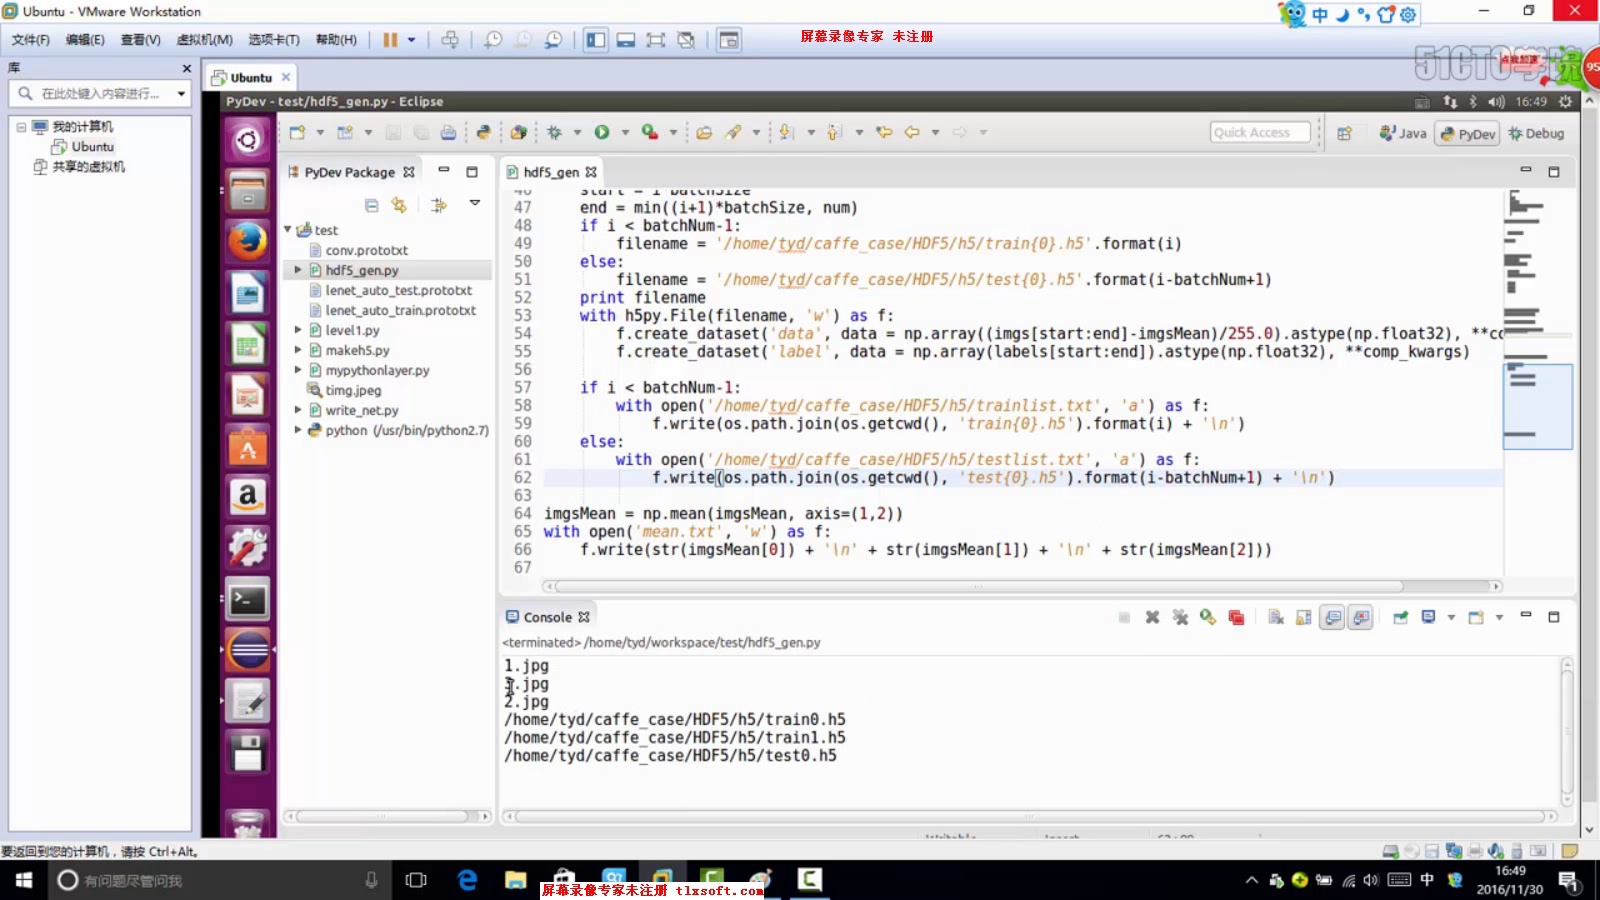 Ubuntu - VMware Workstation
中
文件(F) 编辑(E) 查看(V) 虚拟机(M) 选项卡(T) 帮助(H)
屏幕录像专家 未注册
51CTO学院
点我加速
95
库
Ubuntu
在此处键入内容进行...
我的计算机
Ubuntu
共享的虚拟机
PyDev - test/hdf5_gen.py - Eclipse
16:49
Quick Access
Java
PyDev
Debug
PyDev Package
hdf5_gen
test
conv.prototxt
hdf5_gen.py
lenet_auto_test.prototxt
lenet_auto_train.prototxt
level1.py
makeh5.py
mypythonlayer.py
timg.jpeg
write_net.py
python (/usr/bin/python2.7)
46 start = i*batchSize
47 end = min((i+1)*batchSize, num)
48 if i < batchNum-1:
49 filename = '/home/tyd/caffe_case/HDF5/h5/train{0}.h5'.format(i)
50 else:
51 filename = '/home/tyd/caffe_case/HDF5/h5/test{0}.h5'.format(i-batchNum+1)
52 print filename
53 with h5py.File(filename, 'w') as f:
54 f.create_dataset('data', data = np.array((imgs[start:end]-imgsMean)/255.0).astype(np.float32), **co
55 f.create_dataset('label', data = np.array(labels[start:end]).astype(np.float32), **comp_kwargs)
56
57 if i < batchNum-1:
58 with open('/home/tyd/caffe_case/HDF5/h5/trainlist.txt', 'a') as f:
59 f.write(os.path.join(os.getcwd(), 'train{0}.h5').format(i) + '\n')
60 else:
61 with open('/home/tyd/caffe_case/HDF5/h5/testlist.txt', 'a') as f:
62 f.write(os.path.join(os.getcwd(), 'test{0}.h5').format(i-batchNum+1) + '\n')
63
64 imgsMean = np.mean(imgsMean, axis=(1,2))
65 with open('mean.txt', 'w') as f:
66 f.write(str(imgsMean[0]) + '\n' + str(imgsMean[1]) + '\n' + str(imgsMean[2]))
67
Console
<terminated> /home/tyd/workspace/test/hdf5_gen.py
1.jpg
.jpg
2.jpg
/home/tyd/caffe_case/HDF5/h5/train0.h5
/home/tyd/caffe_case/HDF5/h5/train1.h5
/home/tyd/caffe_case/HDF5/h5/test0.h5
要返回到您的计算机，请按 Ctrl+Alt。
有问题尽管问我
屏幕录像专家未注册 tlxsoft.com
中
16:49
2016/11/30
1